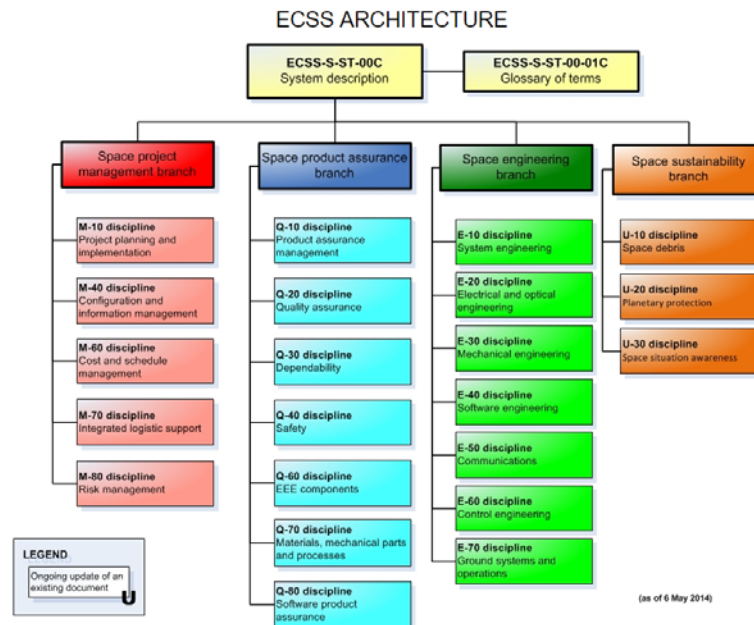 ECSS ARCHITECTURE
ECSS-S-ST-00C
System description
ECSS-S-ST-00-01C
Glossary of terms
Space project
management branch
M-10 discipline
Project planning and
implementation
M-40 discipline
Configuration and
information management
M-60 discipline
Cost and schedule
management
M-70 discipline
Integrated logistic support
M-80 discipline
Risk management
Space product assurance
branch
Q-10 discipline
Product assurance
management
Q-20 discipline
Quality assurance
Q-30 discipline
Dependability
Q-40 discipline
Safety
Q-60 discipline
EEE components
Q-70 discipline
Materials, mechanical parts
and processes
Q-80 discipline
Software product
assurance
Space engineering
branch
E-10 discipline
System engineering
E-20 discipline
Electrical and optical
engineering
E-30 discipline
Mechanical engineering
E-40 discipline
Software engineering
E-50 discipline
Communications
E-60 discipline
Control engineering
E-70 discipline
Ground systems and
operations
Space sustainability
branch
U-10 discipline
Space debris
U-20 discipline
Planetary protection
U-30 discipline
Space situation awareness
LEGEND
Ongoing update of an
existing document
U
(as of 6 May 2014)